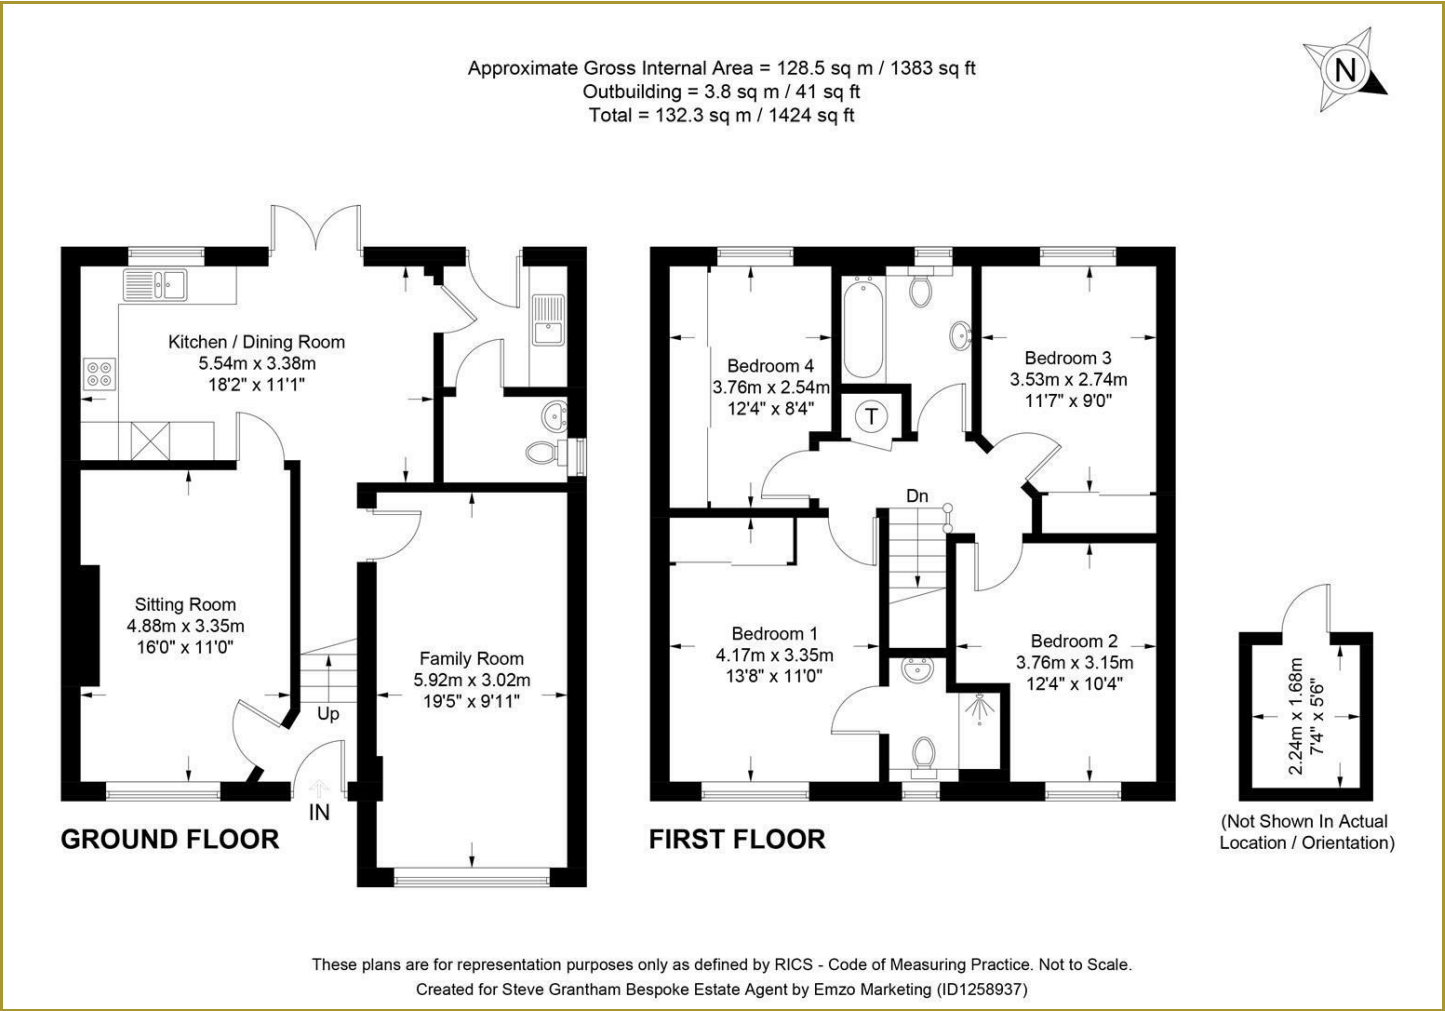 Approximate Gross Internal Area = 128.5 sq m / 1383 sq ft
Outbuilding = 3.8 sq m / 41 sq ft
Total = 132.3 sq m / 1424 sq ft
N
Kitchen / Dining Room
5.54m x 3.38m
18'2" x 11'1"
Sitting Room
4.88m x 3.35m
16'0" x 11'0"
Up
IN
Family Room
5.92m x 3.02m
19'5" x 9'11"
GROUND FLOOR
Bedroom 4
3.76m x 2.54m
12'4" x 8'4"
T
Bedroom 3
3.53m x 2.74m
11'7" x 9'0"
Dn
Bedroom 1
4.17m x 3.35m
13'8" x 11'0"
Bedroom 2
3.76m x 3.15m
12'4" x 10'4"
FIRST FLOOR
2.24m x 1.68m
7'4" x 5'6"
(Not Shown In Actual
Location / Orientation)
These plans are for representation purposes only as defined by RICS - Code of Measuring Practice. Not to Scale.
Created for Steve Grantham Bespoke Estate Agent by Emzo Marketing (ID1258937)